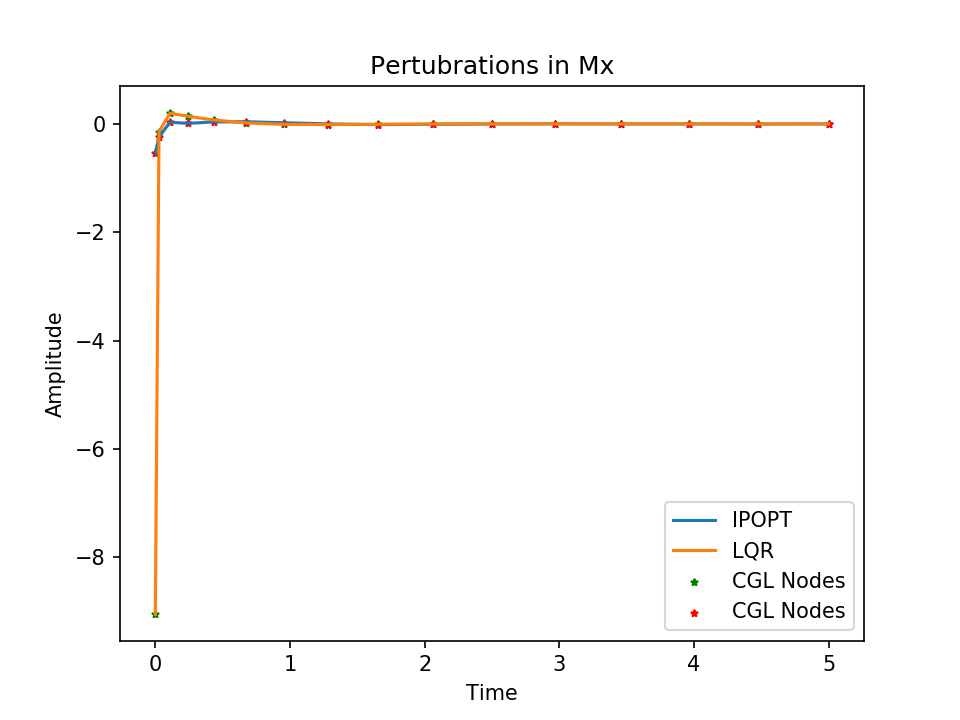 Pertubrations in Mx
Amplitude
0
−2
−4
−6
−8
IPOPT
LQR
CGL Nodes
CGL Nodes
0 1 2 3 4 5
Time